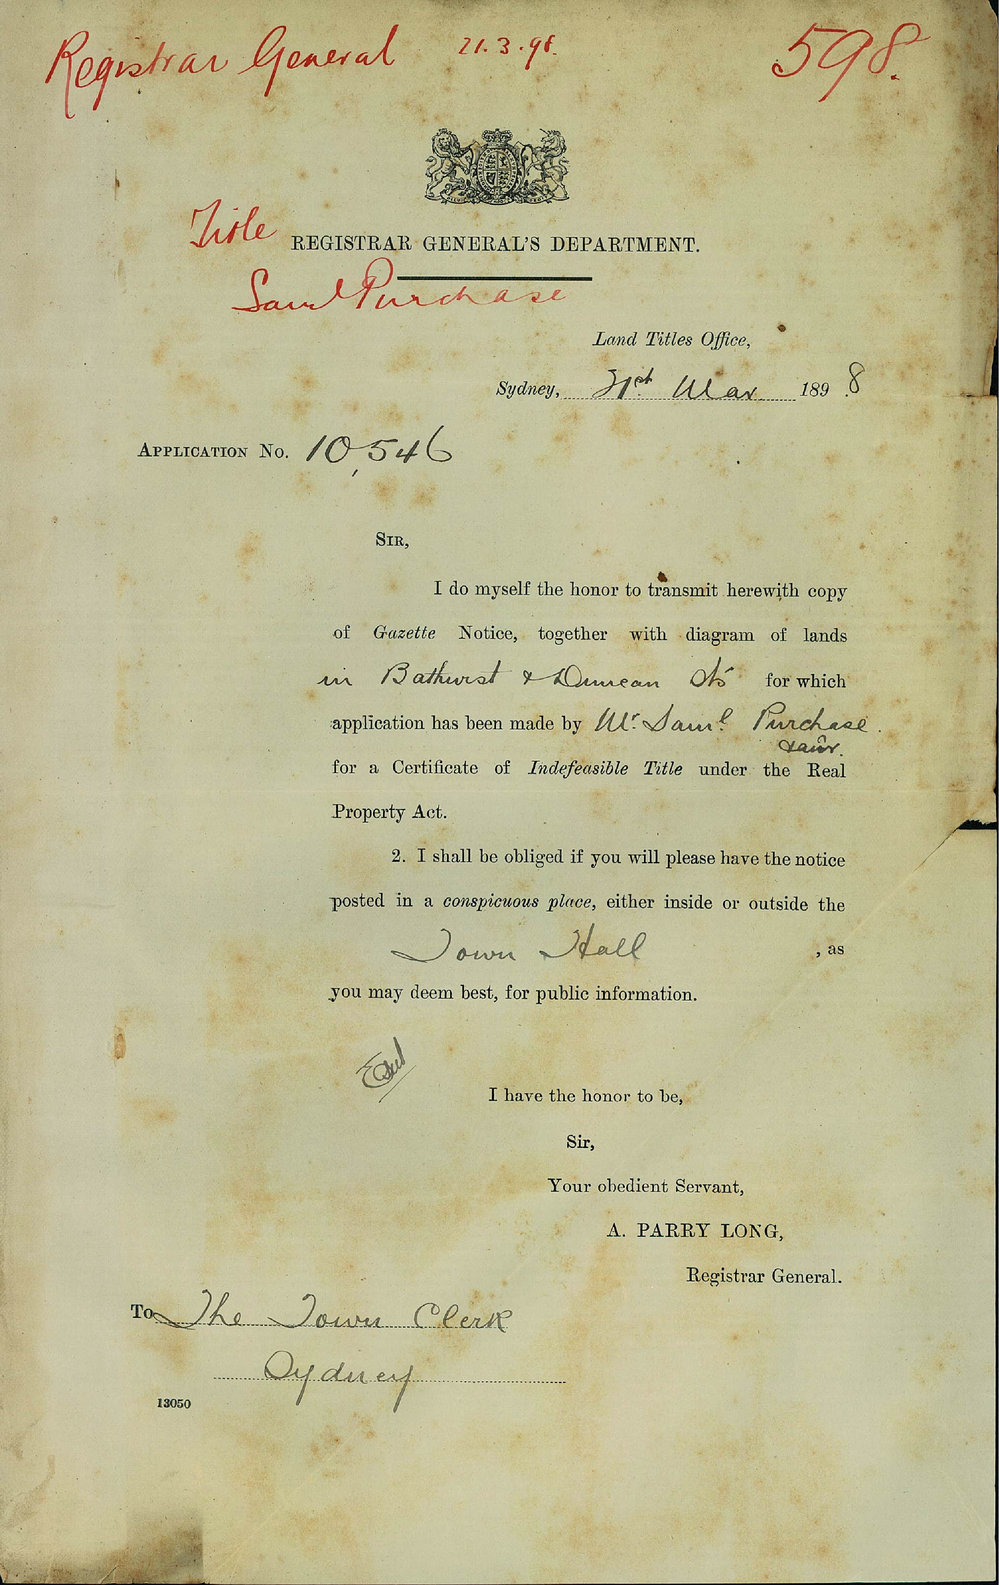 Registrar General 21.3.98. 598.
Title
REGISTRAR GENERAL'S DEPARTMENT.
Saml Purchase
Land Titles Office,
Sydney, 21st Mar 1898
APPLICATION NO. 10,546
SIR,
I do myself the honor to transmit herewith copy
of Gazette Notice, together with diagram of lands
in Bathurst & Duncan Sts for which
application has been made by Mr. Saml. Purchase
& anr.
for a Certificate of Indefeasible Title under the Real
Property Act.
2. I shall be obliged if you will please have the notice
posted in a conspicuous place, either inside or outside the
Town Hall , as
you may deem best, for public information.
I have the honor to be,
Sir,
Your obedient Servant,
A. PARRY LONG,
Registrar General.
To The Town Clerk
Sydney
13050